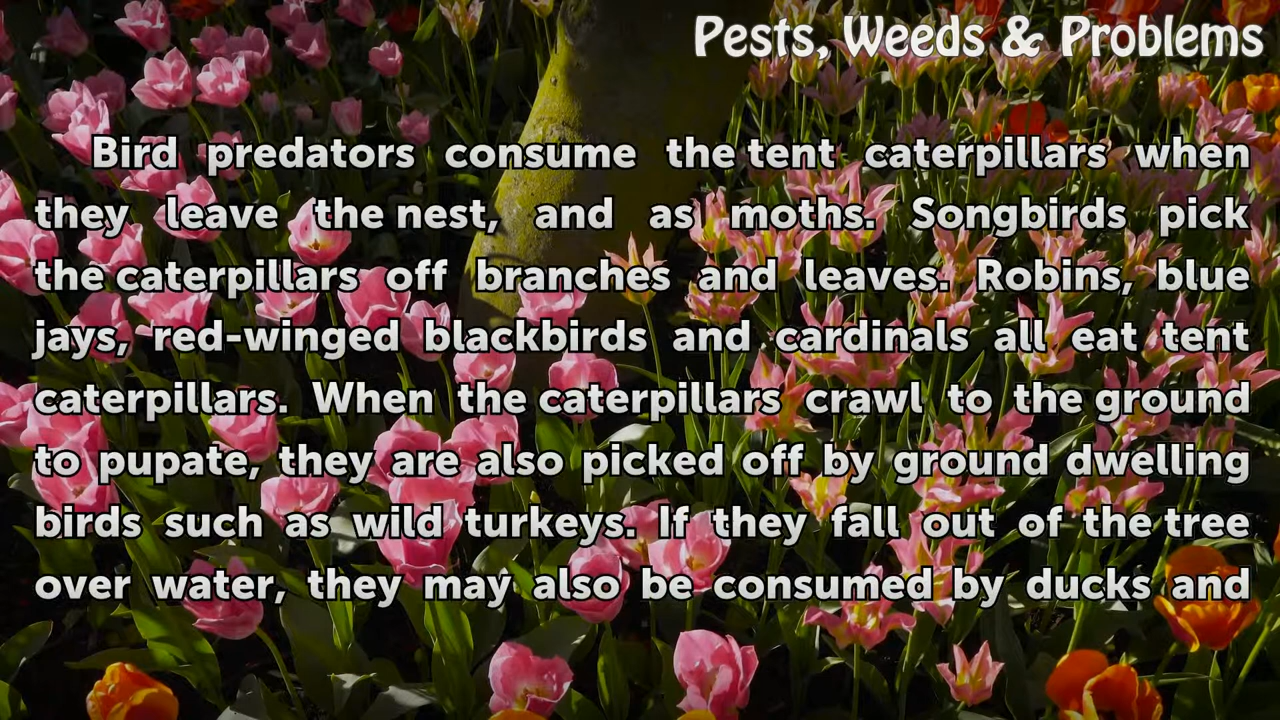 Pests, Weeds & Problems
Bird predators consume the tent caterpillars when
they leave the nest, and as moths. Songbirds pick
the caterpillars off branches and leaves. Robins, blue
jays, red-winged blackbirds and cardinals all eat tent
caterpillars. When the caterpillars crawl to the ground
to pupate, they are also picked off by ground dwelling
birds such as wild turkeys. If they fall out of the tree
over water, they may also be consumed by ducks and